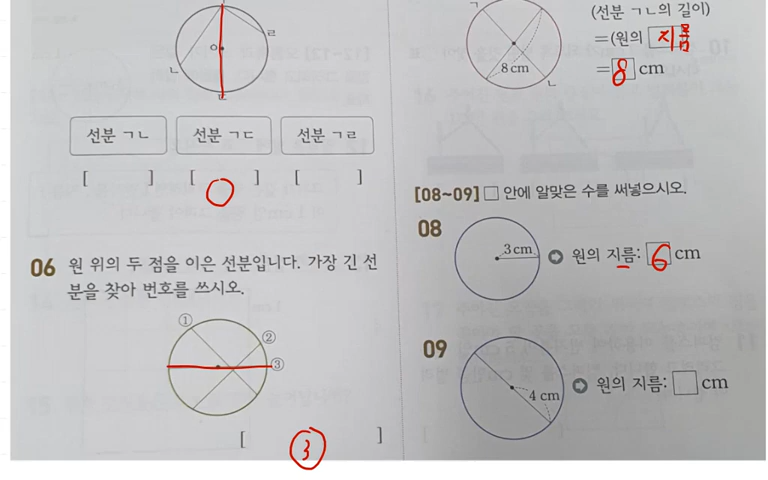 ㄱ
ㄹ
ㅇ
ㄴ
ㄷ
선분 ㄱㄴ 선분 ㄱㄷ 선분 ㄱㄹ
[ ] [ ○ ] [ ]
06 원 위의 두 점을 이은 선분입니다. 가장 긴 선
분을 찾아 번호를 쓰시오.
①
②
③
[ ③ ]
ㄱ
8 cm
ㄴ
(선분 ㄱㄴ의 길이)
=(원의 지름
= 8 cm
[08~09] □ 안에 알맞은 수를 써넣으시오.
08
3 cm
원의 지름: 6 cm
09
4 cm
원의 지름: □ cm